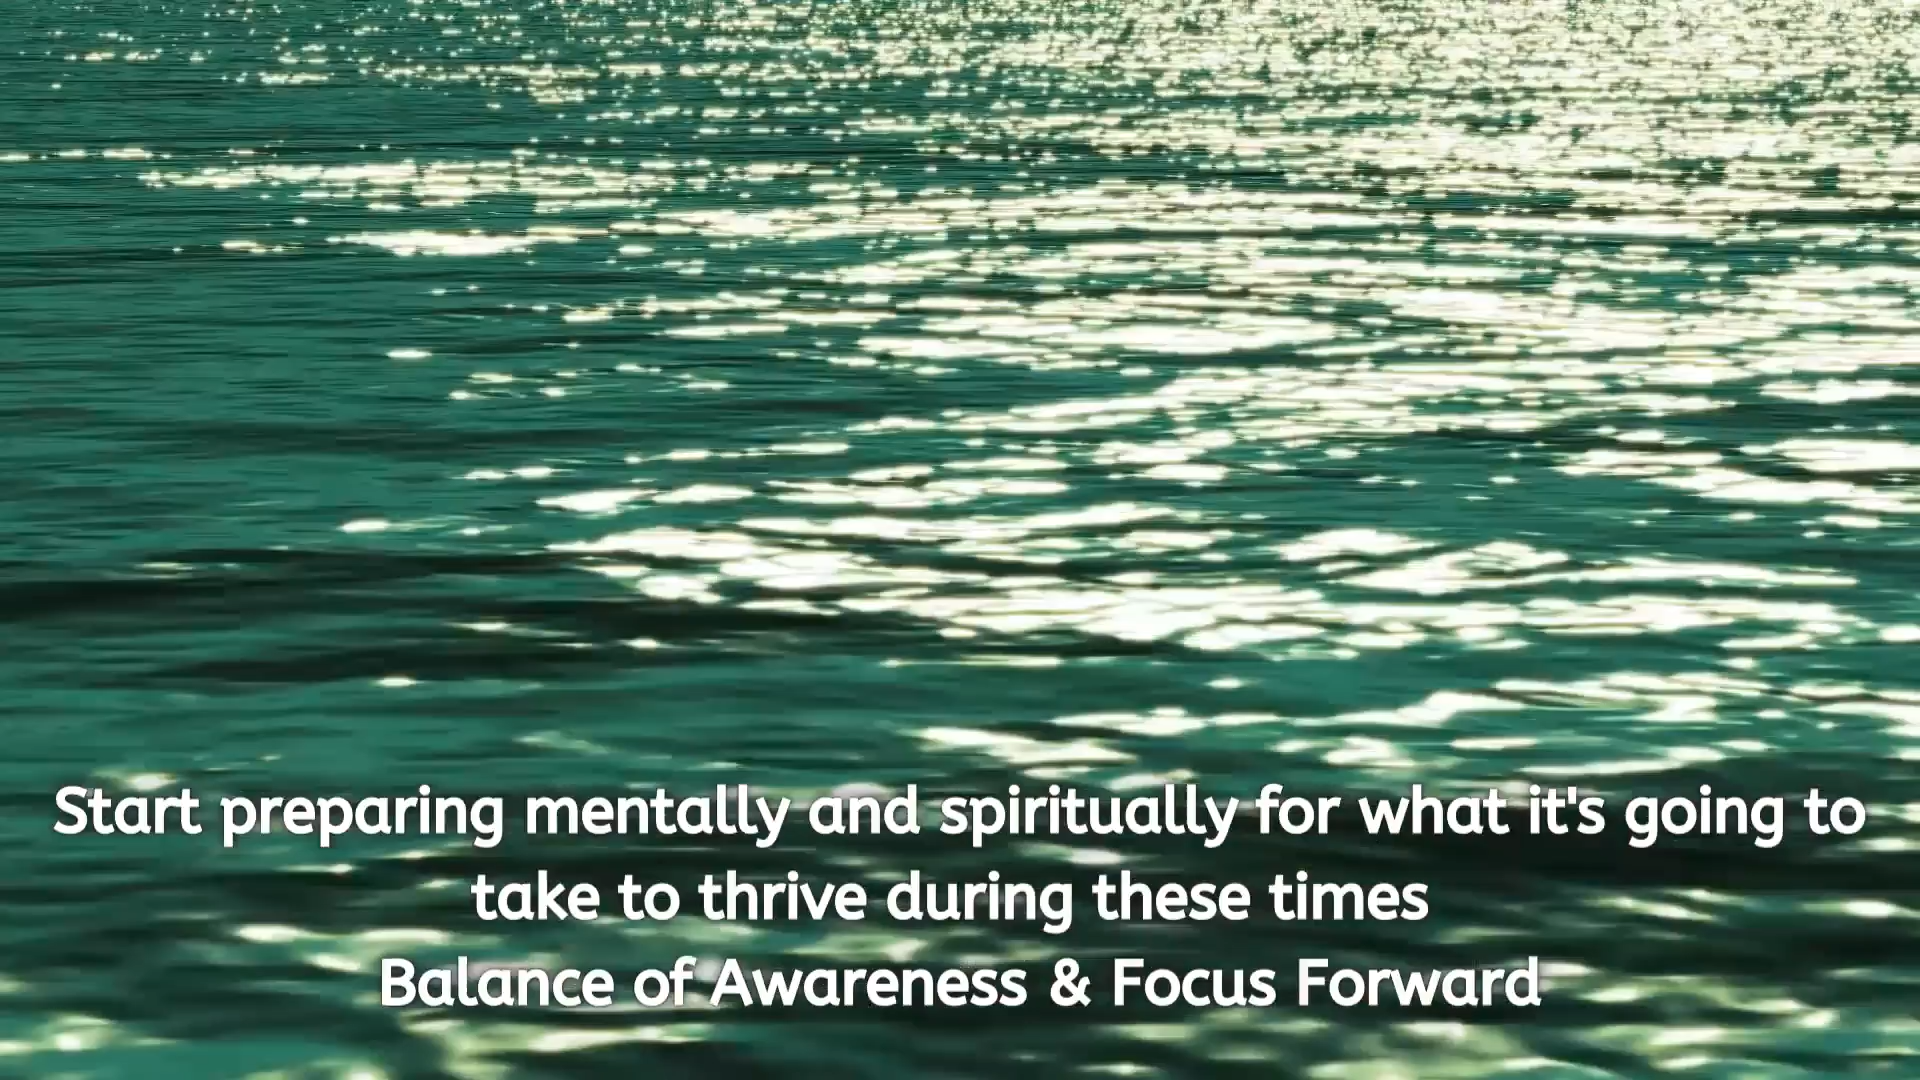 Start preparing mentally and spiritually for what it's going to
take to thrive during these times
Balance of Awareness & Focus Forward